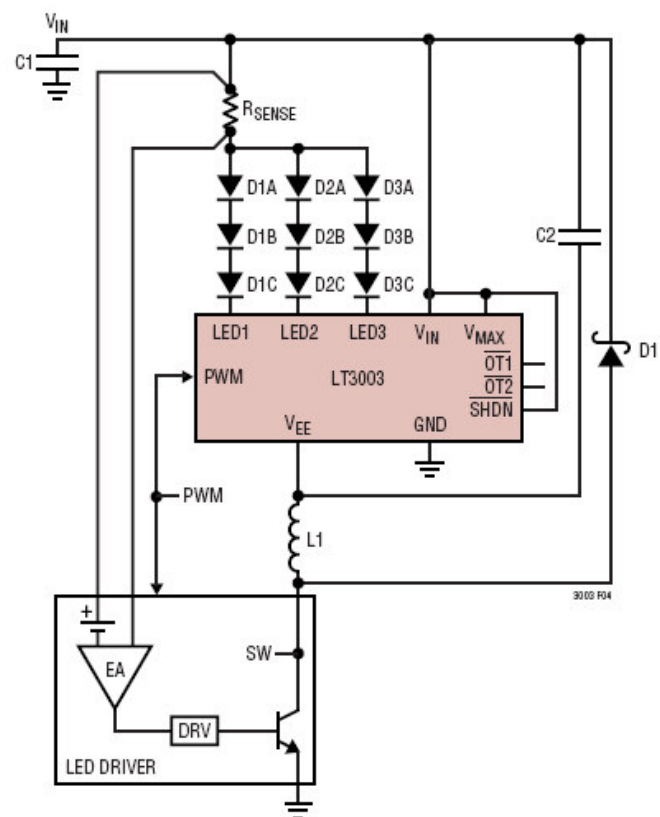 VIN
C1
RSENSE
D1A D2A D3A
D1B D2B D3B
D1C D2C D3C
C2
LED1 LED2 LED3 VIN VMAX
D1
OT1
PWM LT3003
OT2
SHDN
VEE GND
PWM
L1
3003 F04
+
SW
EA
DRV
LED DRIVER